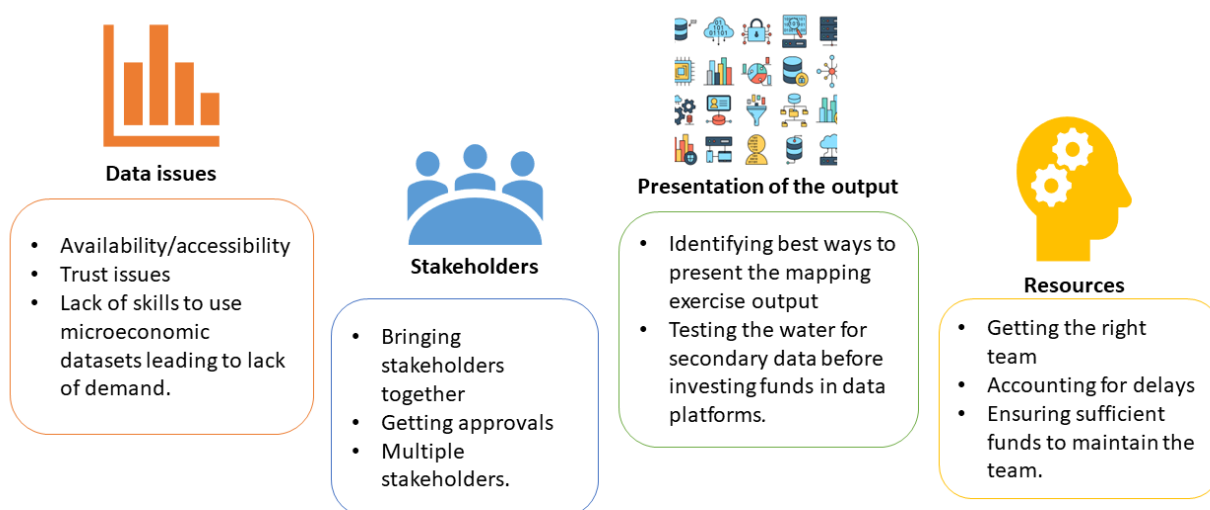 Data issues
• Availability/accessibility
• Trust issues
• Lack of skills to use
microeconomic
datasets leading to lack
of demand.
Stakeholders
• Bringing
stakeholders
together
• Getting approvals
• Multiple
stakeholders.
Presentation of the output
• Identifying best ways to
present the mapping
exercise output
• Testing the water for
secondary data before
investing funds in data
platforms.
Resources
• Getting the right
team
• Accounting for delays
• Ensuring sufficient
funds to maintain the
team.